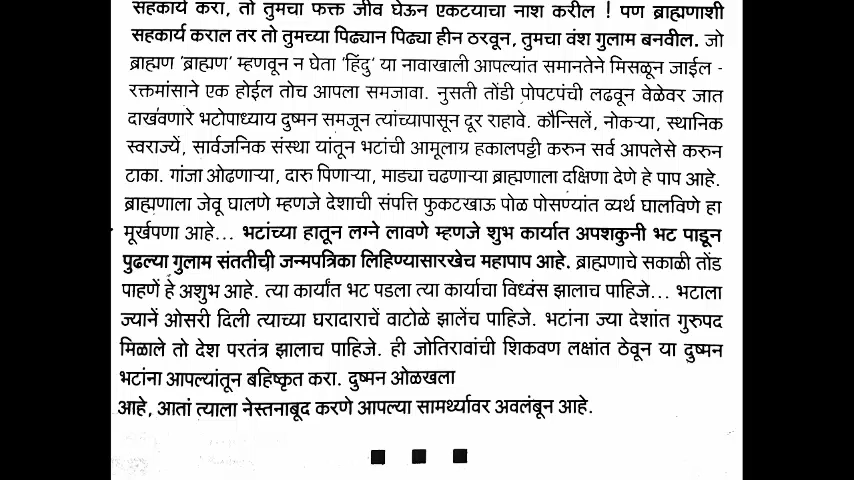 सहकार्य करा, तो तुमचा फक्त जीव घेऊन एकटयाचा नाश करील ! पण ब्राह्मणाशी
सहकार्य कराल तर तो तुमच्या पिढ्यान पिढ्या हीन ठरवून, तुमचा वंश गुलाम बनवील. जो
ब्राह्मण 'ब्राह्मण' म्हणवून न घेता 'हिंदु' या नावाखाली आपल्यांत समानतेने मिसळून जाईल -
रक्तमांसाने एक होईल तोच आपला समजावा. नुसती तोंडी पोपटपंची लढवून वेळेवर जात
दाखवणारे भटोपाध्याय दुष्मन समजून त्यांच्यापासून दूर राहावे. कौन्सिलें, नोकऱ्या, स्थानिक
स्वराज्यें, सार्वजनिक संस्था यांतून भटांची आमूलाग्र हकालपट्टी करुन सर्व आपलेसे करुन
टाका. गांजा ओढणाऱ्या, दारु पिणाऱ्या, माड्या चढणाऱ्या ब्राह्मणाला दक्षिणा देणे हे पाप आहे.
ब्राह्मणाला जेवू घालणे म्हणजे देशाची संपत्ति फुकटखाऊ पोळ पोसण्यांत व्यर्थ घालविणे हा
मूर्खपणा आहे... भटांच्या हातून लग्ने लावणे म्हणजे शुभ कार्यात अपशकुनी भट पाडून
पुढल्या गुलाम संततीची जन्मपत्रिका लिहिण्यासारखेच महापाप आहे. ब्राह्मणाचे सकाळी तोंड
पाहणें हे अशुभ आहे. त्या कार्यांत भट पडला त्या कार्याचा विध्वंस झालाच पाहिजे... भटाला
ज्यानें ओसरी दिली त्याच्या घरादाराचें वाटोळे झालेंच पाहिजे. भटांना ज्या देशांत गुरुपद
मिळाले तो देश परतंत्र झालाच पाहिजे. ही जोतिरावांची शिकवण लक्षांत ठेवून या दुष्मन
भटांना आपल्यांतून बहिष्कृत करा. दुष्मन ओळखला
आहे, आतां त्याला नेस्तनाबूद करणे आपल्या सामर्थ्यावर अवलंबून आहे.